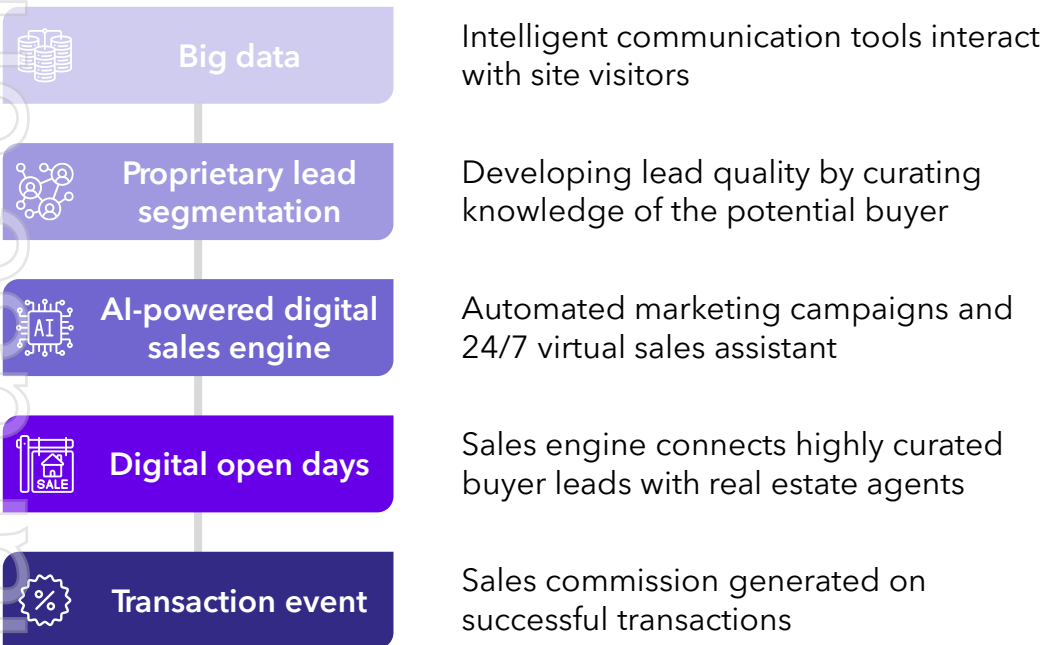 Big data
Intelligent communication tools interact
with site visitors
Proprietary lead
segmentation
Developing lead quality by curating
knowledge of the potential buyer
AI
AI-powered digital
sales engine
Automated marketing campaigns and
24/7 virtual sales assistant
SALE
Digital open days
Sales engine connects highly curated
buyer leads with real estate agents
%
Transaction event
Sales commission generated on
successful transactions